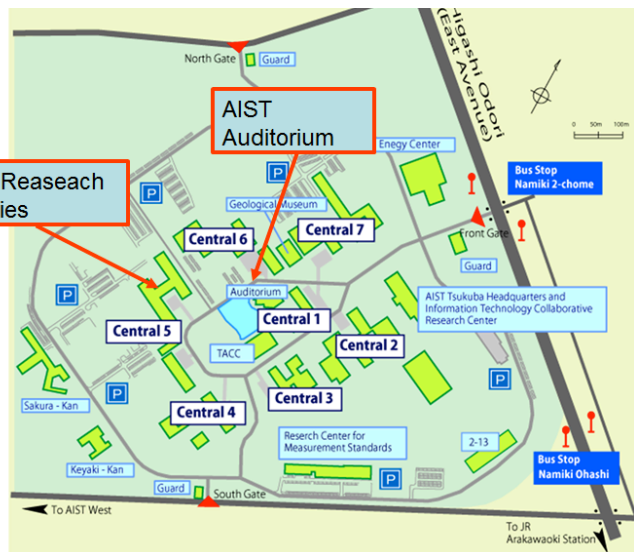 Higashi Odori
(East Avenue)
North Gate
Guard
AIST
Auditorium
0 50m 100m
Enegy Center
Bus Stop
Namiki 2-chome
Reaseach
ies
P
P
Geological Museum
Central 6
Central 7
Front Gate
Guard
P
Auditorium
AIST Tsukuba Headquarters and
Information Technology Collaborative
Research Center
Central 5
Central 1
Central 2
TACC
P
P
Central 3
Sakura - Kan
Central 4
Reserch Center for
Measurement Standards
2-13
Keyaki - Kan
Bus Stop
Namiki Ohashi
P
Guard
South Gate
To AIST West
To JR
Arakawaoki Station